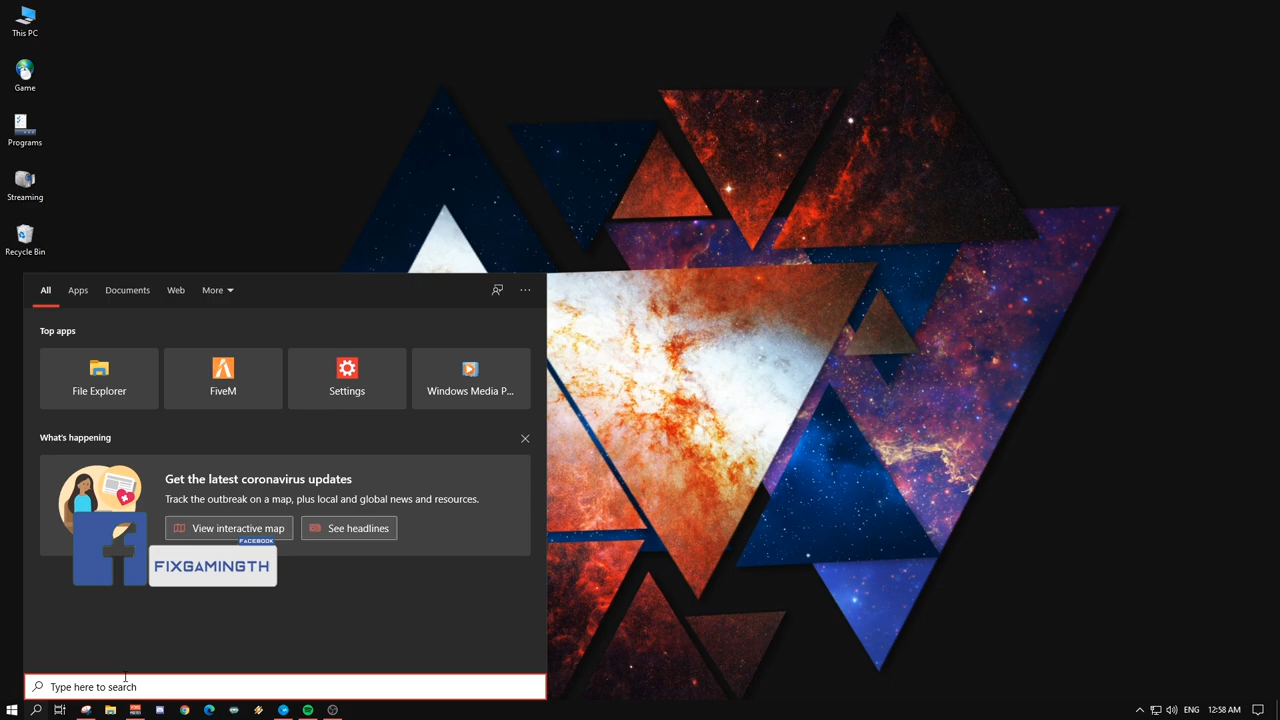 This PC
Game
Programs
Streaming
Recycle Bin
All Apps Documents Web More
Top apps
File Explorer FiveM Settings Windows Media P...
What's happening
Get the latest coronavirus updates
Track the outbreak on a map, plus local and global news and resources.
View interactive map See headlines
FACEBOOK
FIXGAMINGTH
Type here to search
ENG 12:58 AM